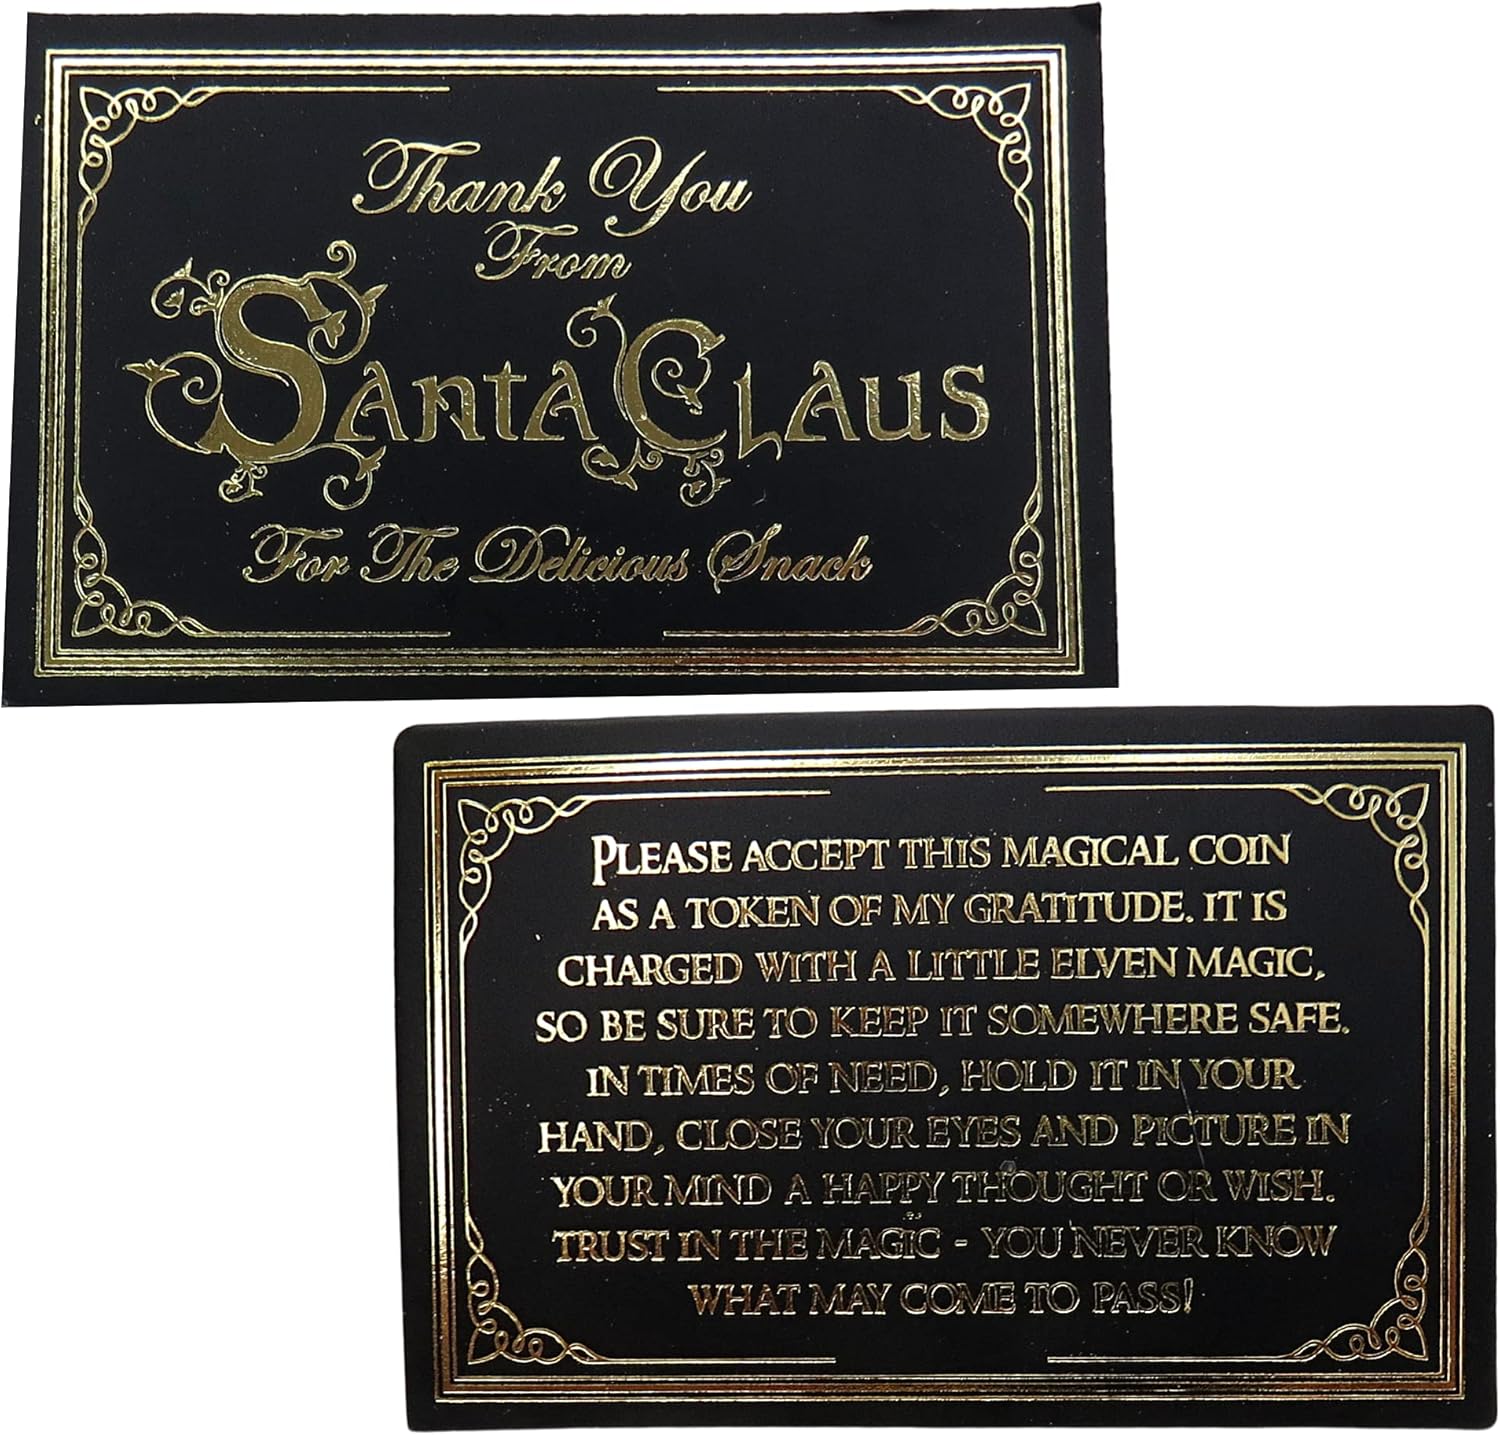 Thank You
From
Santa Claus
For The Delicious Snack
PLEASE ACCEPT THIS MAGICAL COIN
AS A TOKEN OF MY GRATITUDE. IT IS
CHARGED WITH A LITTLE ELVEN MAGIC,
SO BE SURE TO KEEP IT SOMEWHERE SAFE.
IN TIMES OF NEED, HOLD IT IN YOUR
HAND, CLOSE YOUR EYES AND PICTURE IN
YOUR MIND A HAPPY THOUGHT OR WISH.
TRUST IN THE MAGIC - YOU NEVER KNOW
WHAT MAY COME TO PASS!